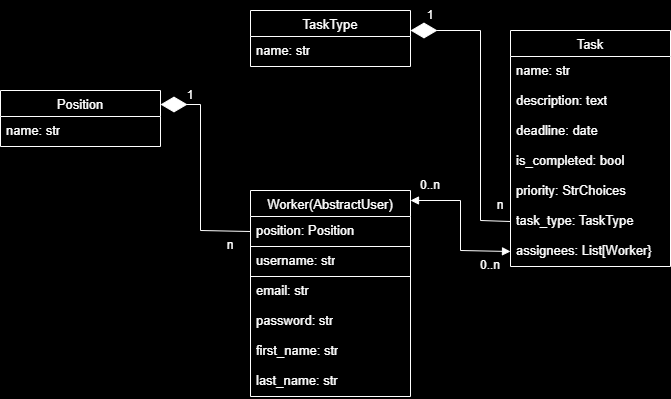 TaskType
name: str
1
Task
name: str
description: text
deadline: date
is_completed: bool
priority: StrChoices
task_type: TaskType
assignees: List[Worker}
n
0..n
Position
name: str
1
n
Worker(AbstractUser)
position: Position
username: str
email: str
password: str
first_name: str
last_name: str
0..n